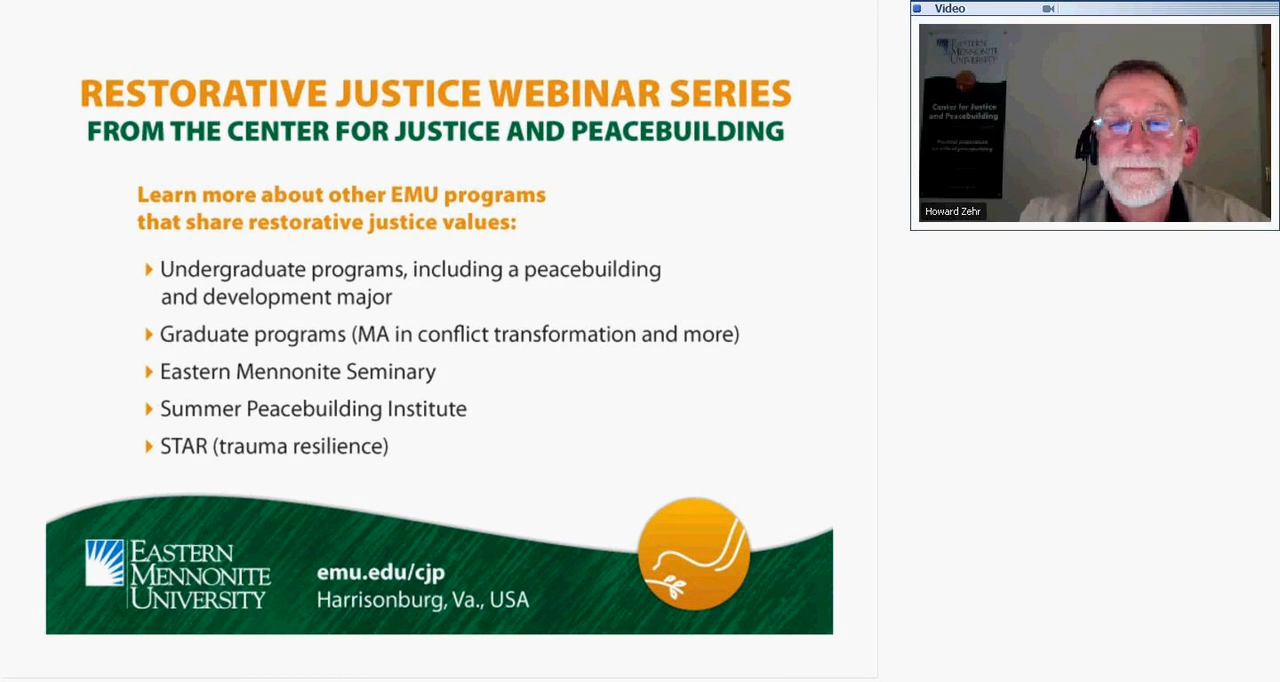 RESTORATIVE JUSTICE WEBINAR SERIES
FROM THE CENTER FOR JUSTICE AND PEACEBUILDING
Learn more about other EMU programs
that share restorative justice values:
Undergraduate programs, including a peacebuilding
and development major
Graduate programs (MA in conflict transformation and more)
Eastern Mennonite Seminary
Summer Peacebuilding Institute
STAR (trauma resilience)
EASTERN
MENNONITE
UNIVERSITY
emu.edu/cjp
Harrisonburg, Va., USA
Video
EASTERN
MENNONITE
UNIVERSITY
Center for Justice
and Peacebuilding
Howard Zehr